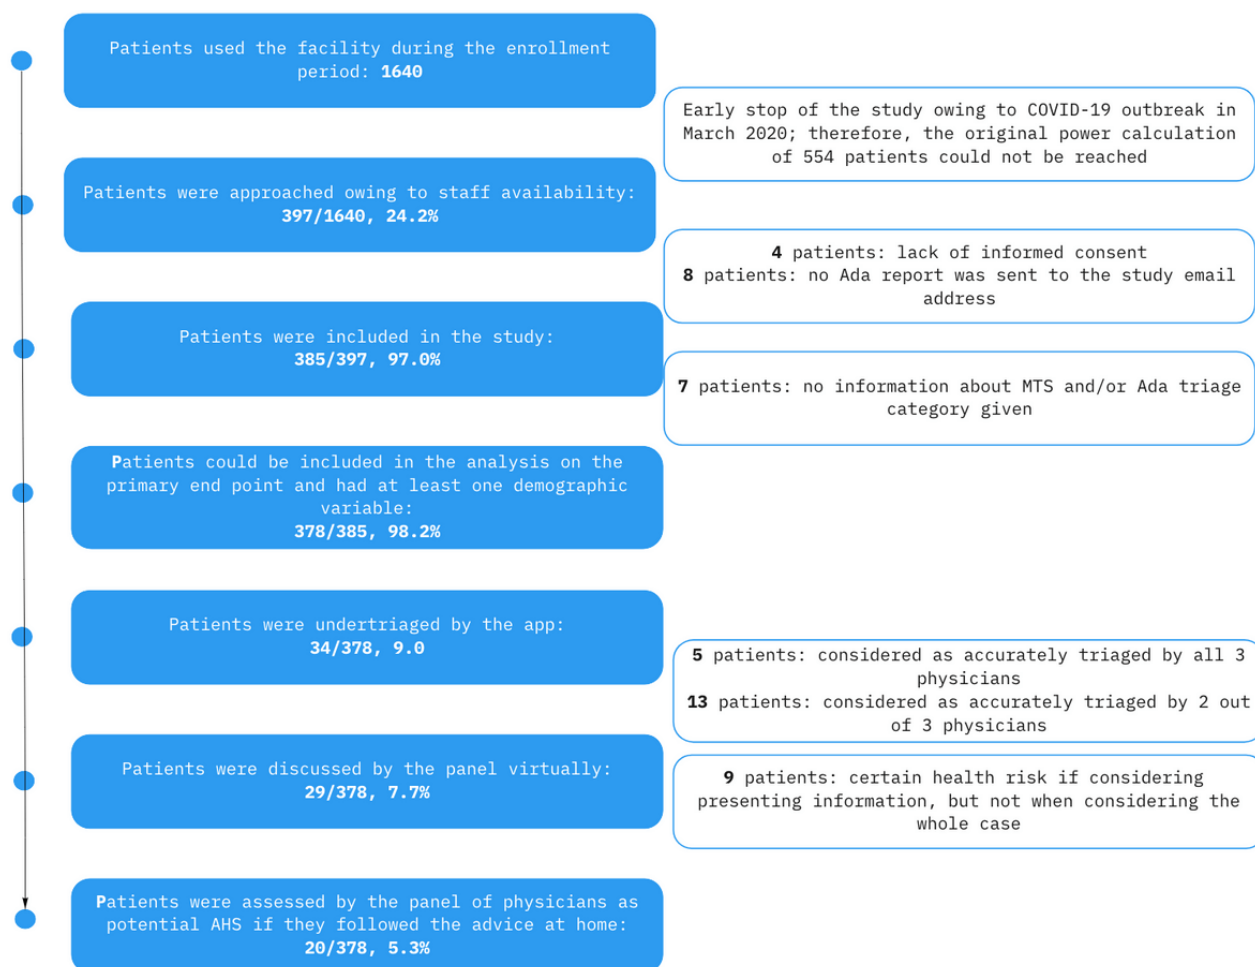 Patients used the facility during the enrollment
period: 1640
Early stop of the study owing to COVID-19 outbreak in
March 2020; therefore, the original power calculation
of 554 patients could not be reached
Patients were approached owing to staff availability:
397/1640, 24.2%
4 patients: lack of informed consent
8 patients: no Ada report was sent to the study email
address
Patients were included in the study:
385/397, 97.0%
7 patients: no information about MTS and/or Ada triage
category given
Patients could be included in the analysis on the
primary end point and had at least one demographic
variable:
378/385, 98.2%
Patients were undertriaged by the app:
34/378, 9.0
5 patients: considered as accurately triaged by all 3
physicians
13 patients: considered as accurately triaged by 2 out
of 3 physicians
Patients were discussed by the panel virtually:
29/378, 7.7%
9 patients: certain health risk if considering
presenting information, but not when considering the
whole case
Patients were assessed by the panel of physicians as
potential AHS if they followed the advice at home:
20/378, 5.3%